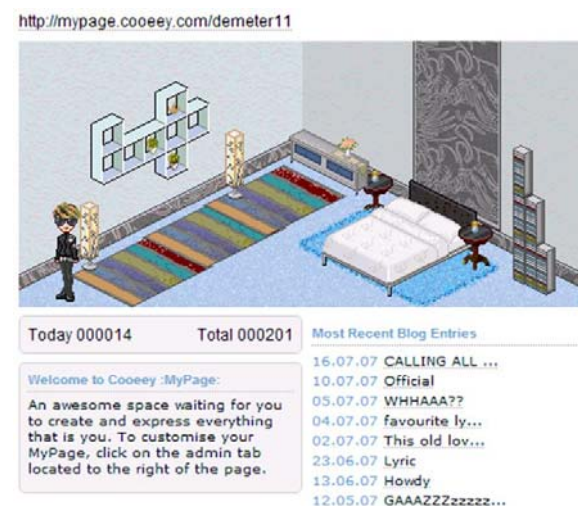 http://mypage.cooeey.com/demeter11
Today 000014 Total 000201
Welcome to Cooeey :MyPage:
An awesome space waiting for you
to create and express everything
that is you. To customise your
MyPage, click on the admin tab
located to the right of the page.
Most Recent Blog Entries
16.07.07 CALLING ALL ...
10.07.07 Official
05.07.07 WHHAAA??
04.07.07 favourite ly...
02.07.07 This old lov...
23.06.07 Lyric
13.06.07 Howdy
12.05.07 GAAAZZZzzzzz...